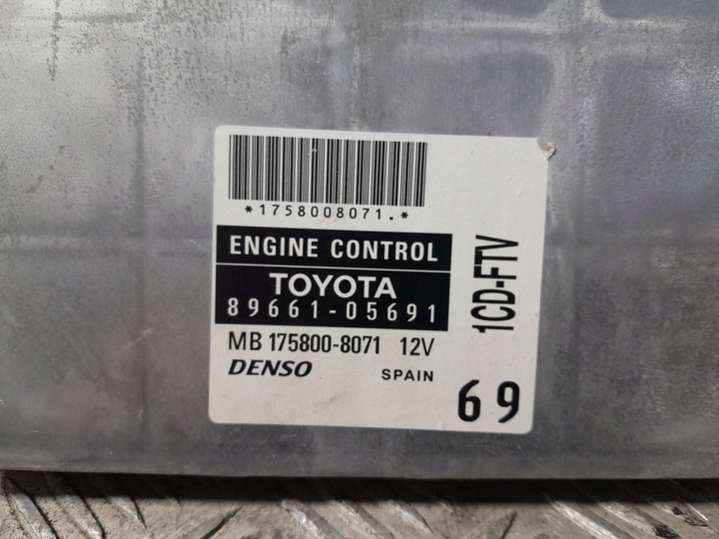 *1758008071.*
ENGINE CONTROL
TOYOTA
89661-05691
MB 175800-8071 12V
DENSO SPAIN
1CD-FTV
69